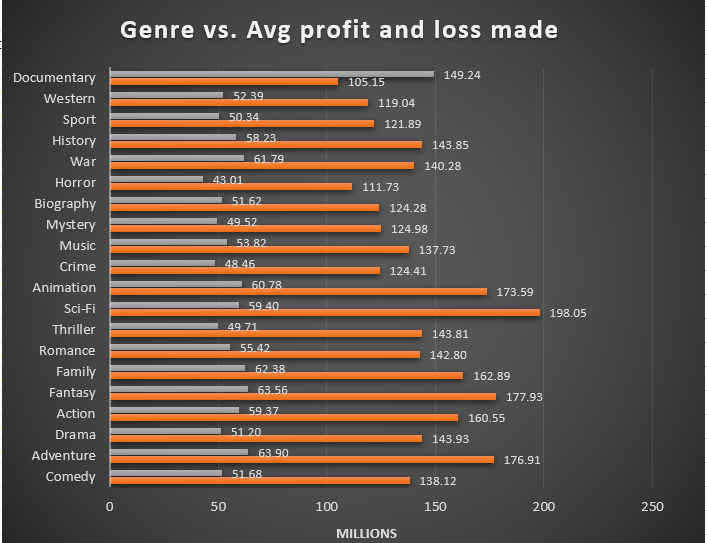 Genre vs. Avg profit and loss made
Documentary 149.24
105.15
Western 52.39
119.04
Sport 50.34
121.89
History 58.23
143.85
War 61.79
140.28
Horror 43.01
111.73
Biography 51.62
124.28
Mystery 49.52
124.98
Music 53.82
137.73
Crime 48.46
124.41
Animation 60.78
173.59
Sci-Fi 59.40
198.05
Thriller 49.71
143.81
Romance 55.42
142.80
Family 62.38
162.89
Fantasy 63.56
177.93
Action 59.37
160.55
Drama 51.20
143.93
Adventure 63.90
176.91
Comedy 51.68
138.12
0 50 100 150 200 250
MILLIONS